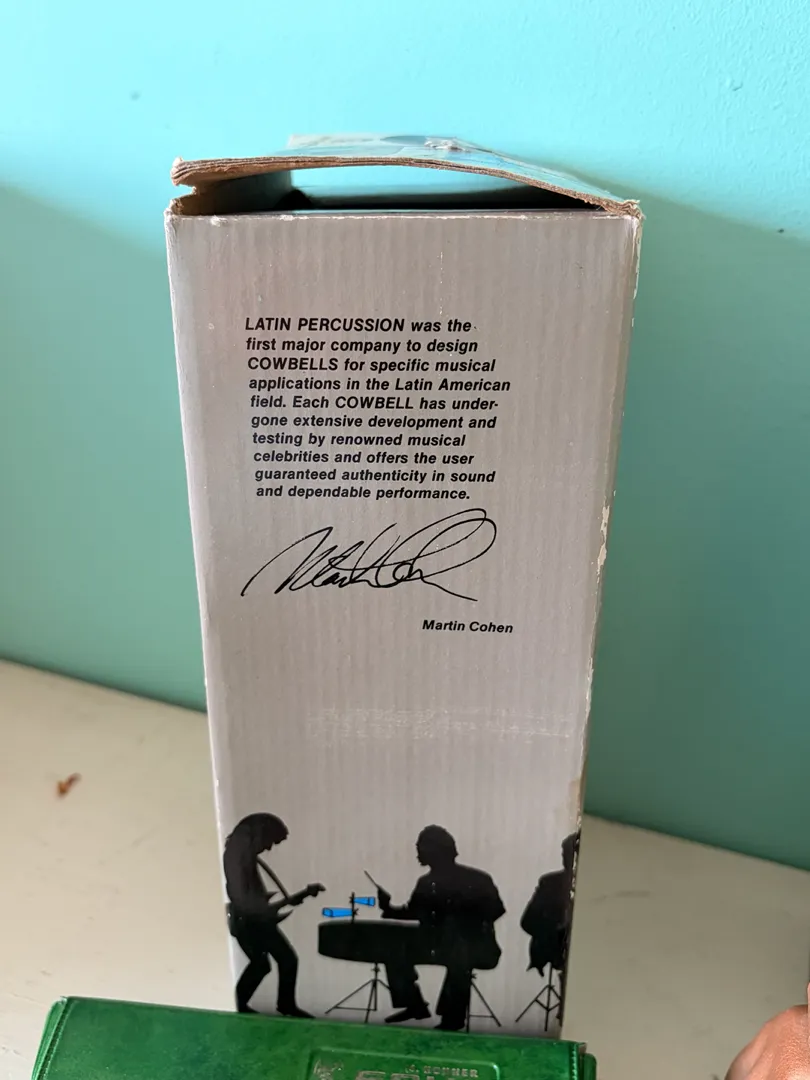 LATIN PERCUSSION was the
first major company to design
COWBELLS for specific musical
applications in the Latin American
field. Each COWBELL has under-
gone extensive development and
testing by renowned musical
celebrities and offers the user
guaranteed authenticity in sound
and dependable performance.
Martin Cohen
HOHNER